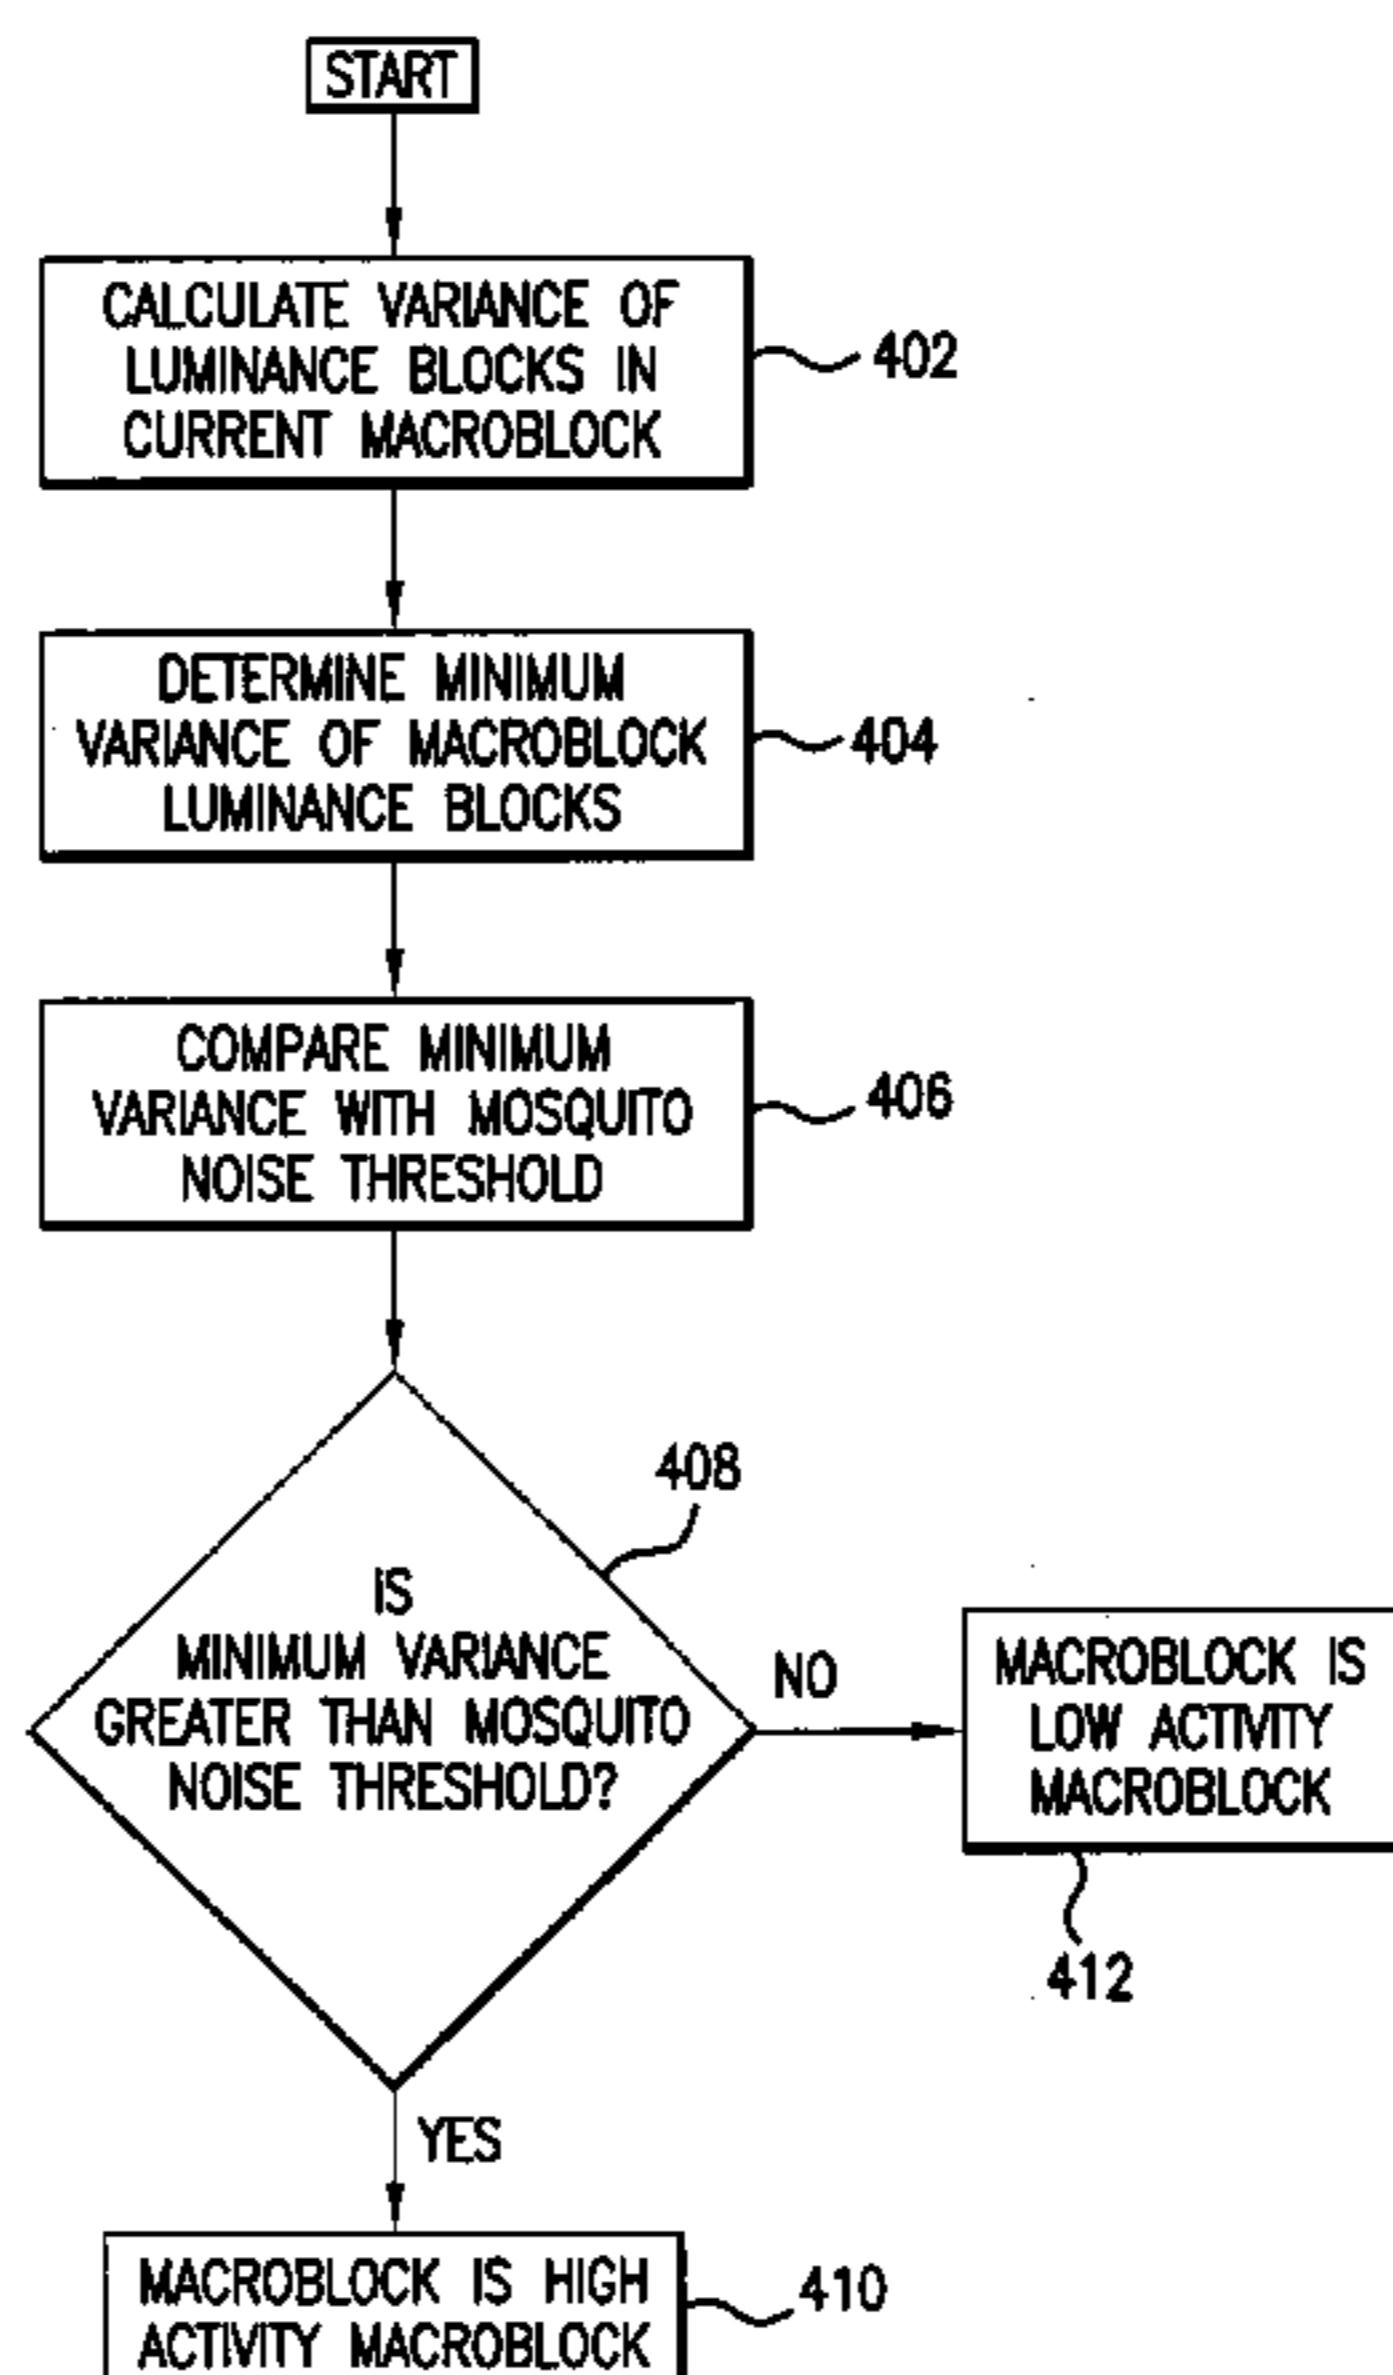 START
CALCULATE VARIANCE OF
LUMINANCE BLOCKS IN
CURRENT MACROBLOCK
402
DETERMINE MINIMUM
VARIANCE OF MACROBLOCK
LUMINANCE BLOCKS
404
COMPARE MINIMUM
VARIANCE WITH MOSQUITO
NOISE THRESHOLD
406
408
IS
MINIMUM VARIANCE
GREATER THAN MOSQUITO
NOISE THRESHOLD?
NO
MACROBLOCK IS
LOW ACTIVITY
MACROBLOCK
412
YES
MACROBLOCK IS HIGH
ACTIVITY MACROBLOCK
410